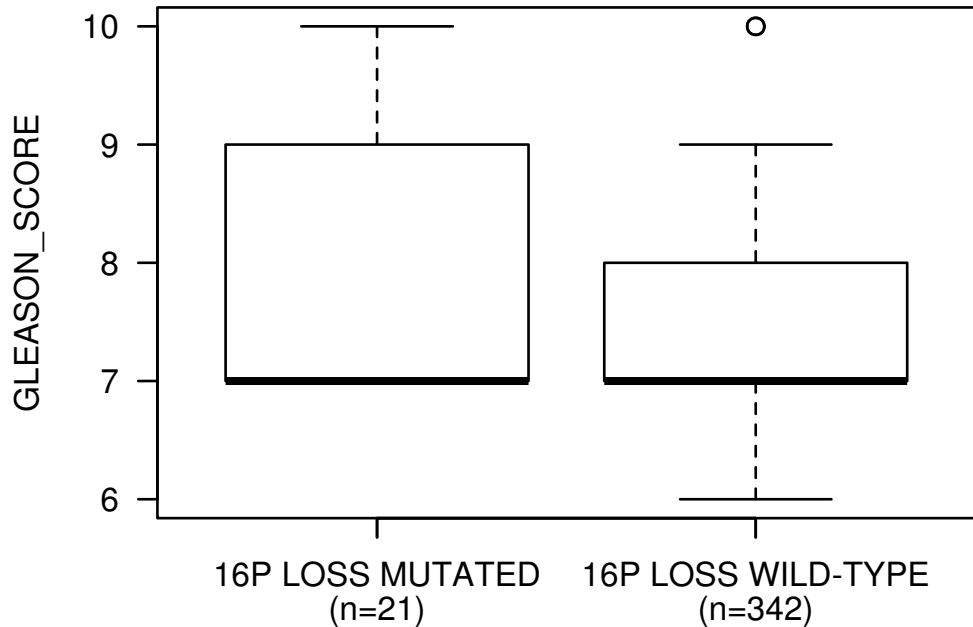 GLEASON_SCORE
10
9
8
7
6
16P LOSS MUTATED
(n=21)
16P LOSS WILD-TYPE
(n=342)